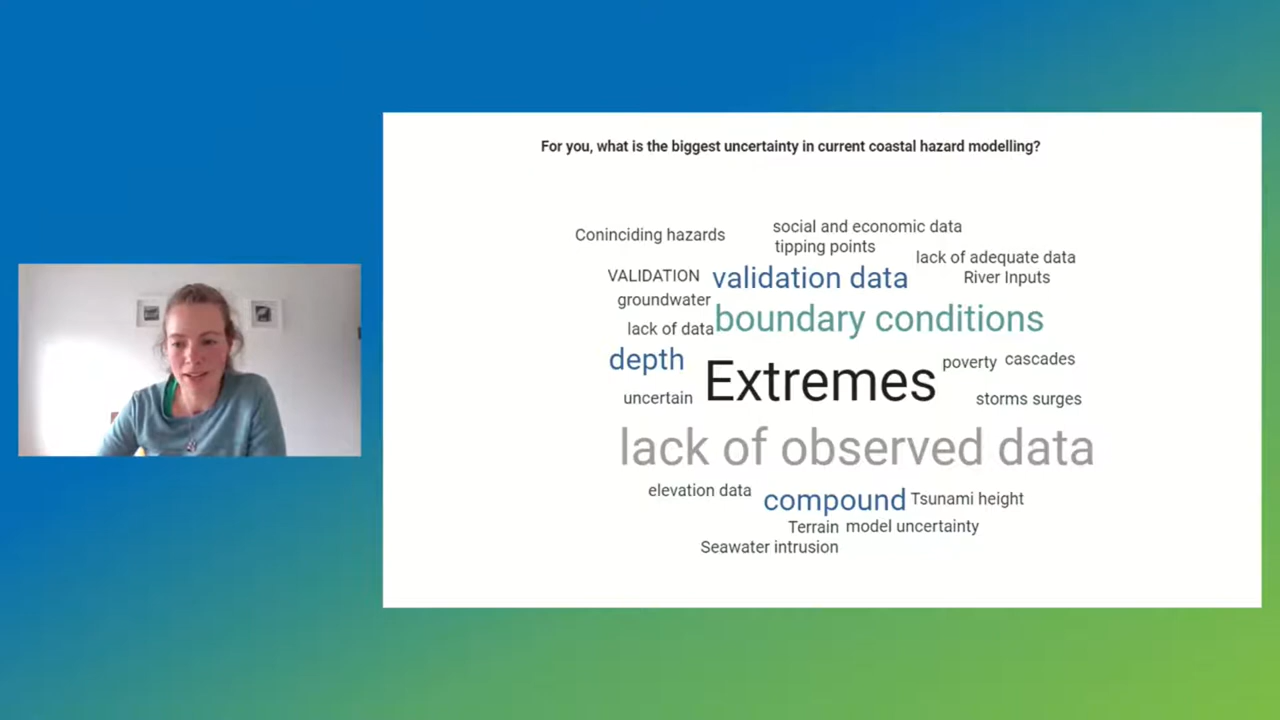 For you, what is the biggest uncertainty in current coastal hazard modelling?
social and economic data
Coninciding hazards
tipping points
lack of adequate data
VALIDATION validation data River Inputs
groundwater
lack of data boundary conditions
depth
Extremes poverty cascades
uncertain
storms surges
lack of observed data
elevation data
compound Tsunami height
Terrain model uncertainty
Seawater intrusion